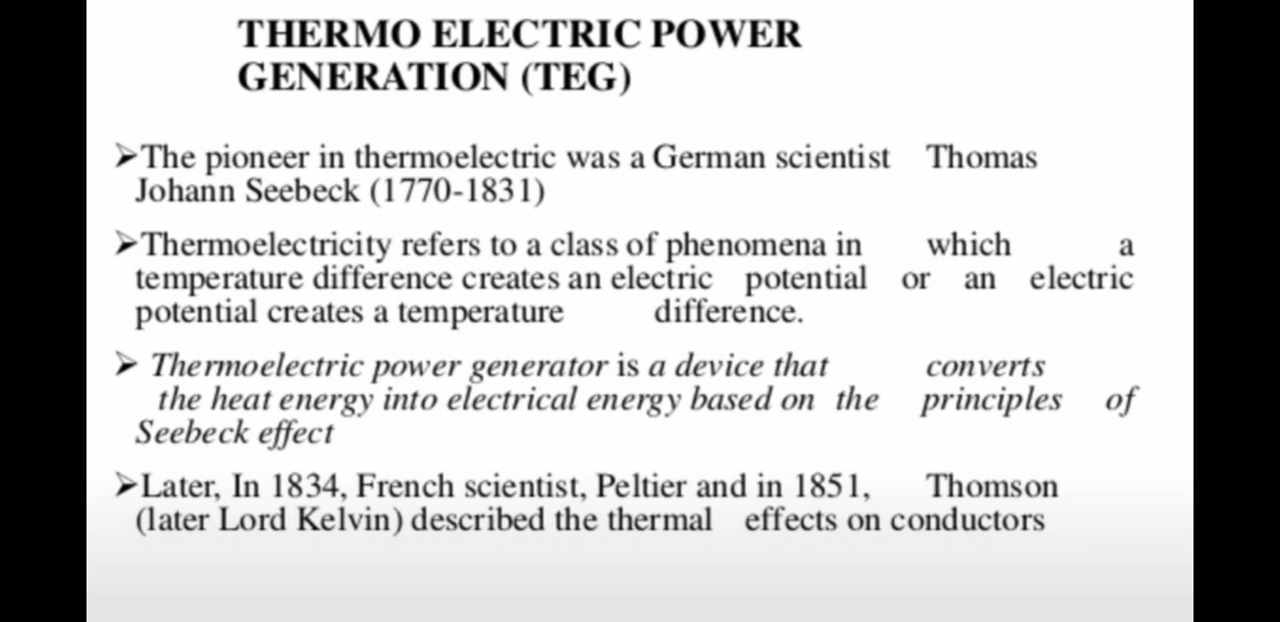 THERMO ELECTRIC POWER
GENERATION (TEG)
➢The pioneer in thermoelectric was a German scientist Thomas
Johann Seebeck (1770-1831)
➢Thermoelectricity refers to a class of phenomena in which a
temperature difference creates an electric potential or an electric
potential creates a temperature difference.
➢ Thermoelectric power generator is a device that converts
the heat energy into electrical energy based on the principles of
Seebeck effect
➢Later, In 1834, French scientist, Peltier and in 1851, Thomson
(later Lord Kelvin) described the thermal effects on conductors